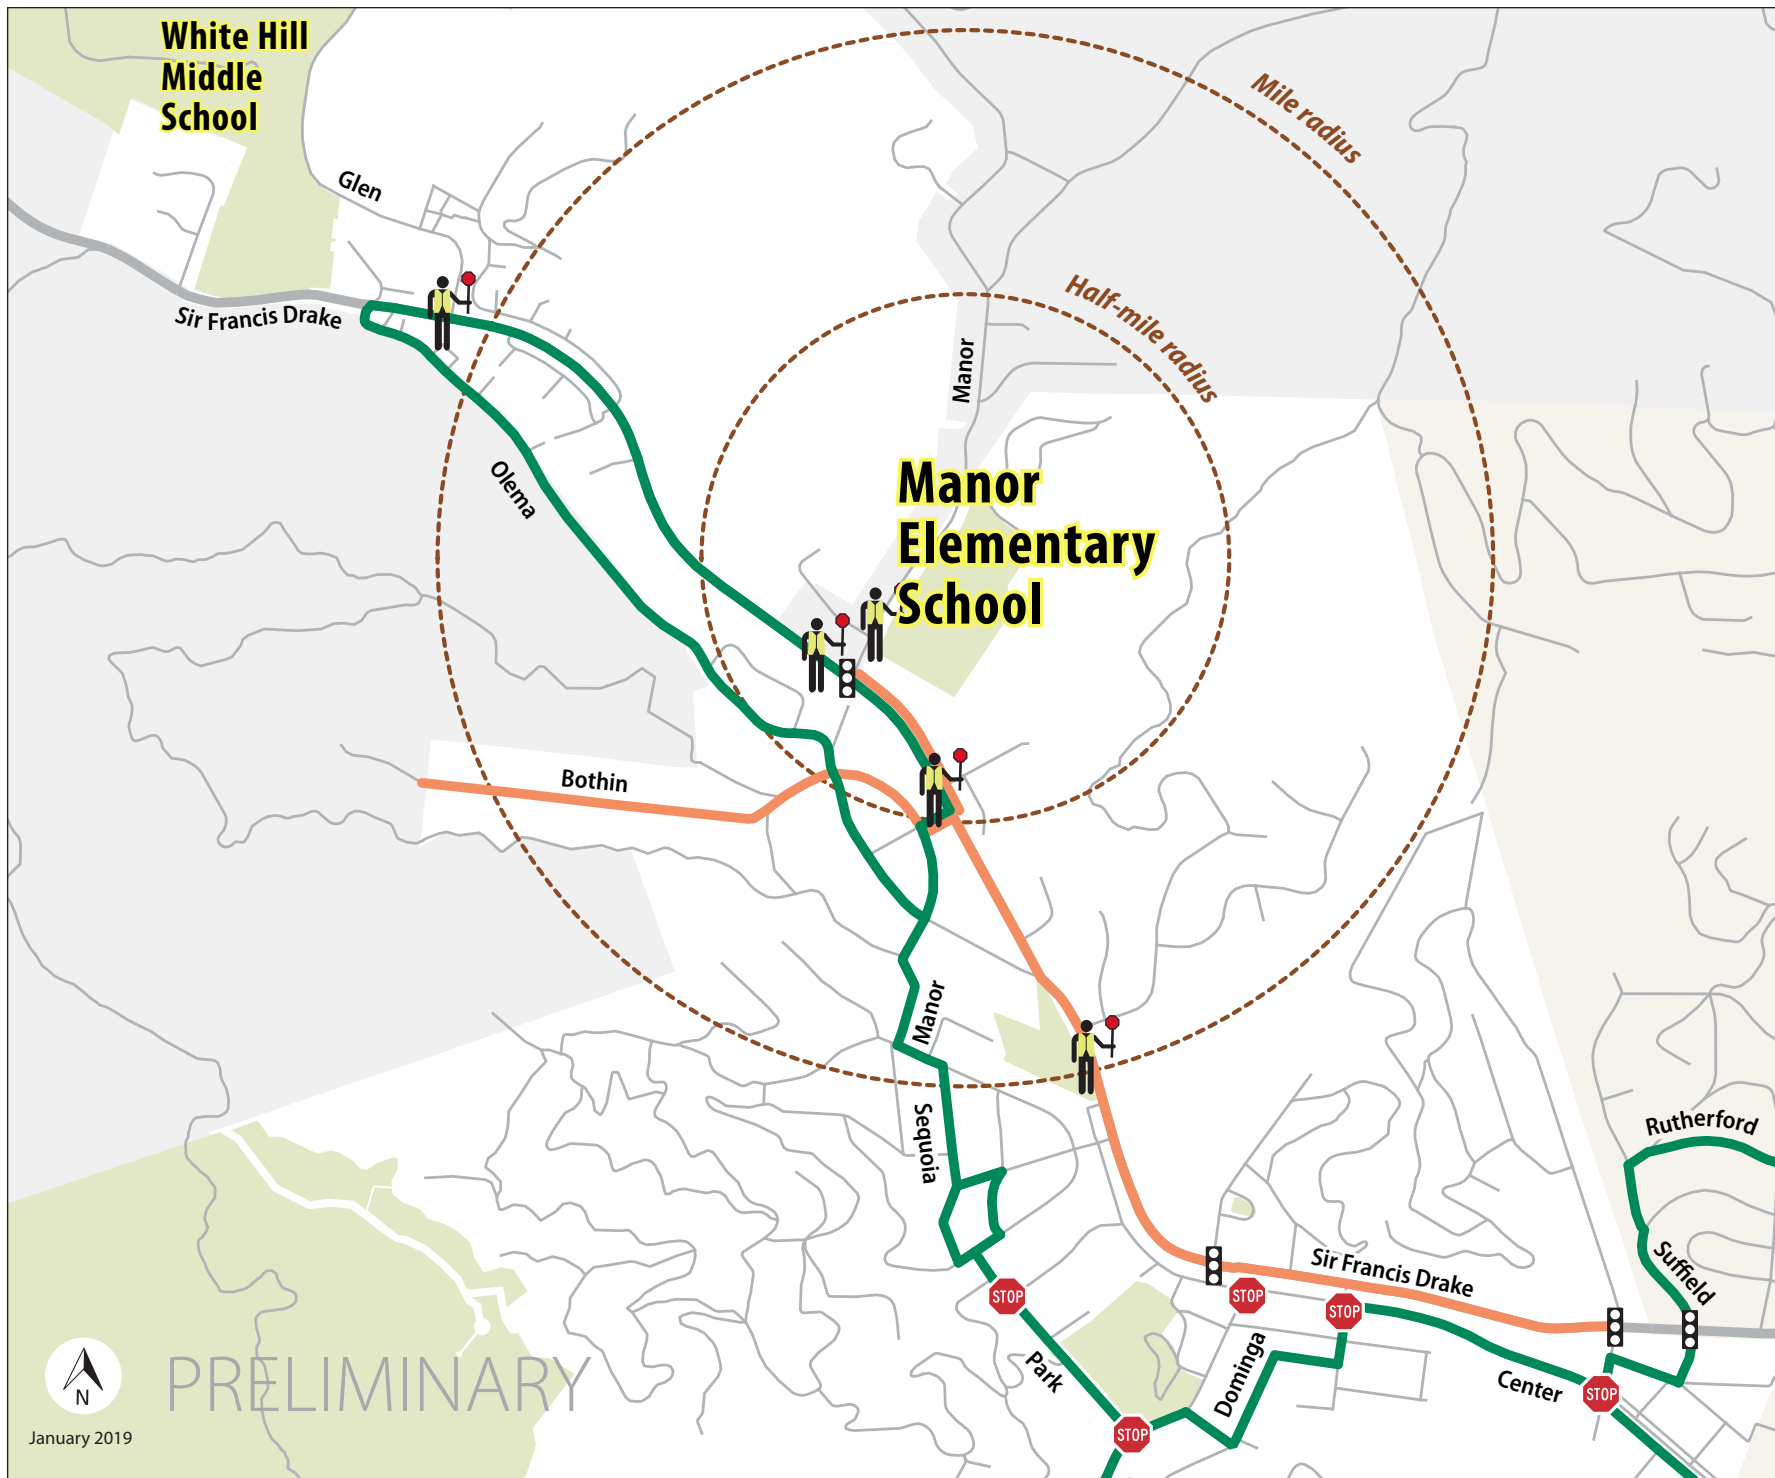 White Hill
Middle
School
Mile radius
Glen
Half-mile radius
Sir Francis Drake
Manor
Manor
Elementary
School
Olema
Bothin
Manor
Sequoia
Rutherford
Suffield
Sir Francis Drake
STOP
STOP
STOP
Dominga
Park
Center
STOP
STOP
N
PRELIMINARY
January 2019